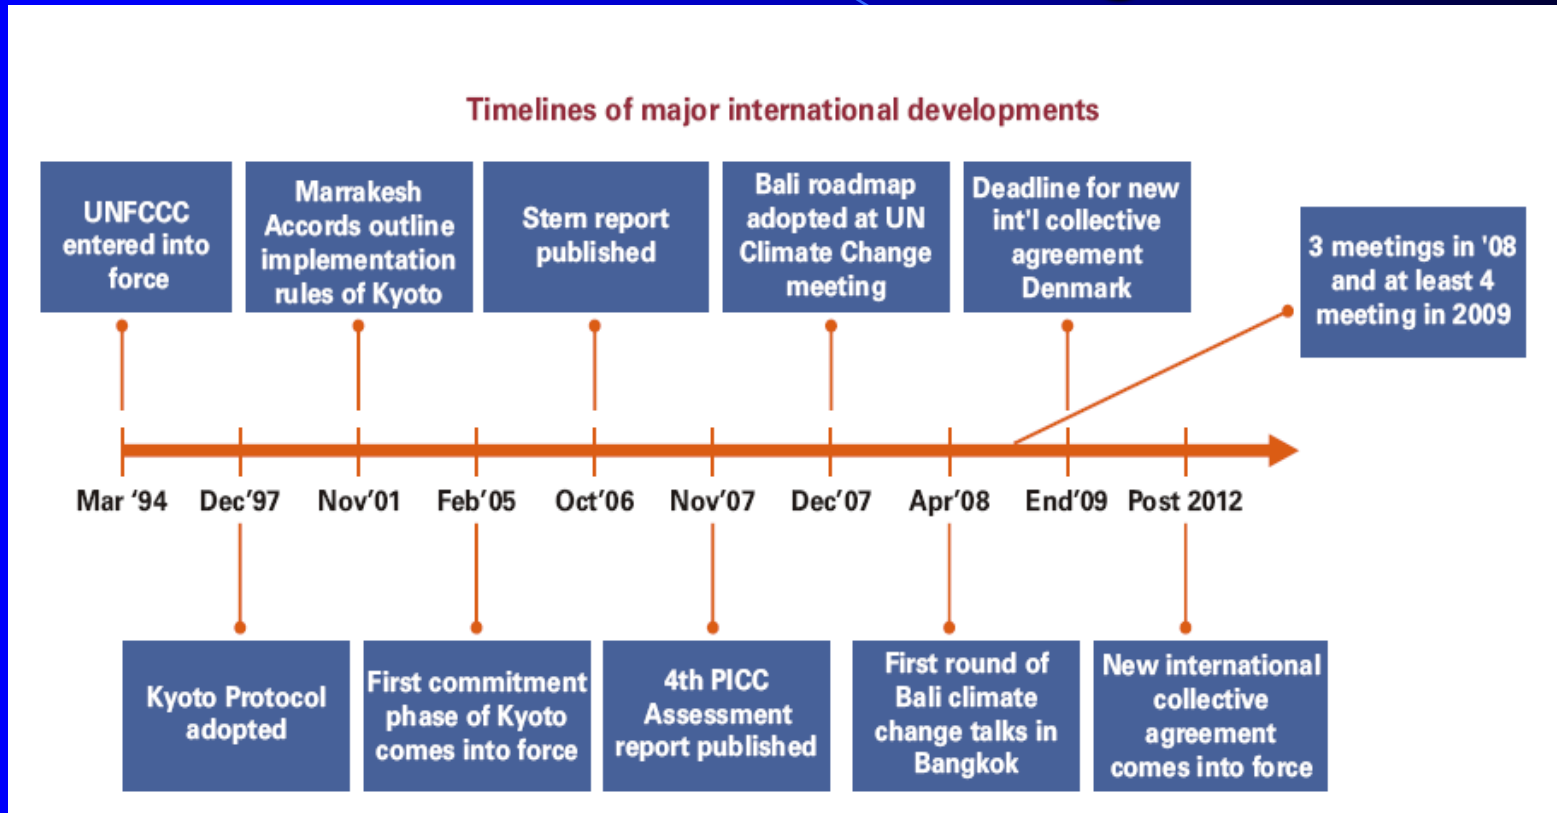 Timelines of major international developments
UNFCCC
entered into
force
Marrakesh
Accords outline
implementation
rules of Kyoto
Stern report
published
Bali roadmap
adopted at UN
Climate Change
meeting
Deadline for new
int'l collective
agreement
Denmark
3 meetings in '08
and at least 4
meeting in 2009
Mar ‘94
Dec’97
Nov’01
Feb’05
Oct’06
Nov’07
Dec’07
Apr’08
End’09
Post 2012
Kyoto Protocol
adopted
First commitment
phase of Kyoto
comes into force
4th PICC
Assessment
report published
First round of
Bali climate
change talks in
Bangkok
New international
collective
agreement
comes into force